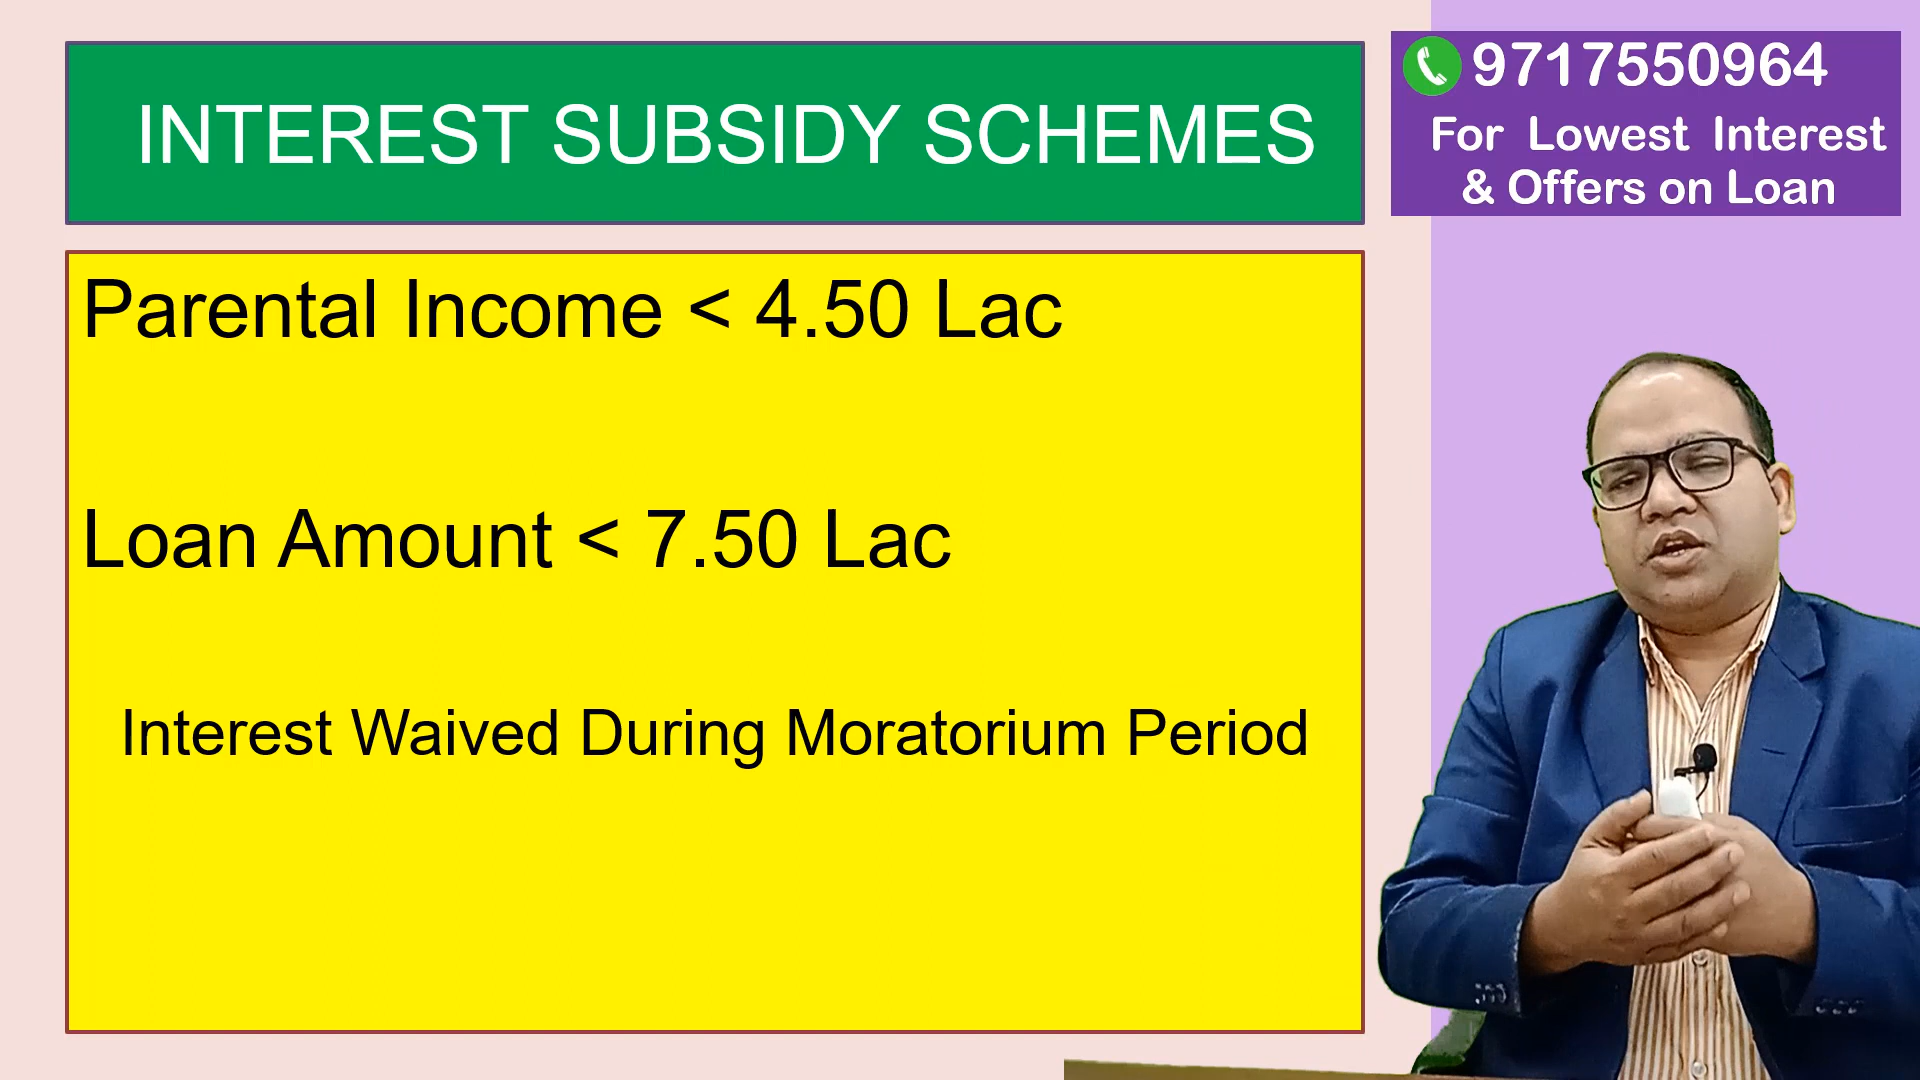 INTEREST SUBSIDY SCHEMES
9717550964
For Lowest Interest
& Offers on Loan
Parental Income < 4.50 Lac
Loan Amount < 7.50 Lac
Interest Waived During Moratorium Period